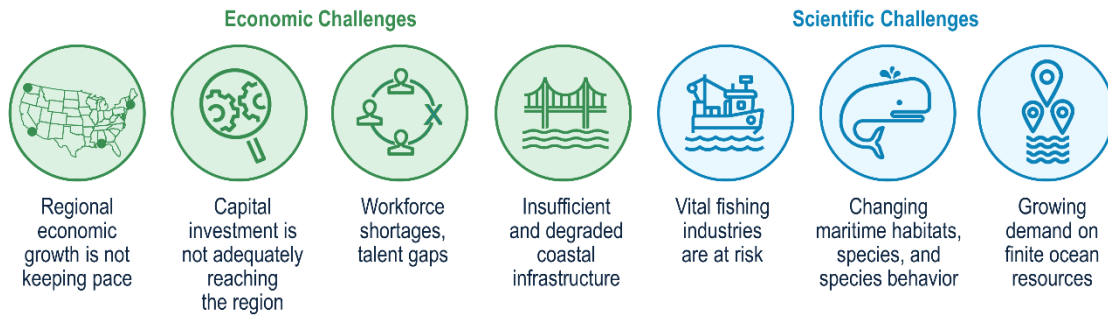 Economic Challenges
Scientific Challenges
Regional
economic
growth is not
keeping pace
Capital
investment is
not adequately
reaching
the region
Workforce
shortages,
talent gaps
Insufficient
and degraded
coastal
infrastructure
Vital fishing
industries
are at risk
Changing
maritime habitats,
species, and
species behavior
Growing
demand on
finite ocean
resources